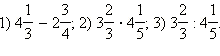 1) 4 1/3 − 2 3/4; 2) 3 2/3 · 4 1/5; 3) 3 2/3 : 4 1/5.